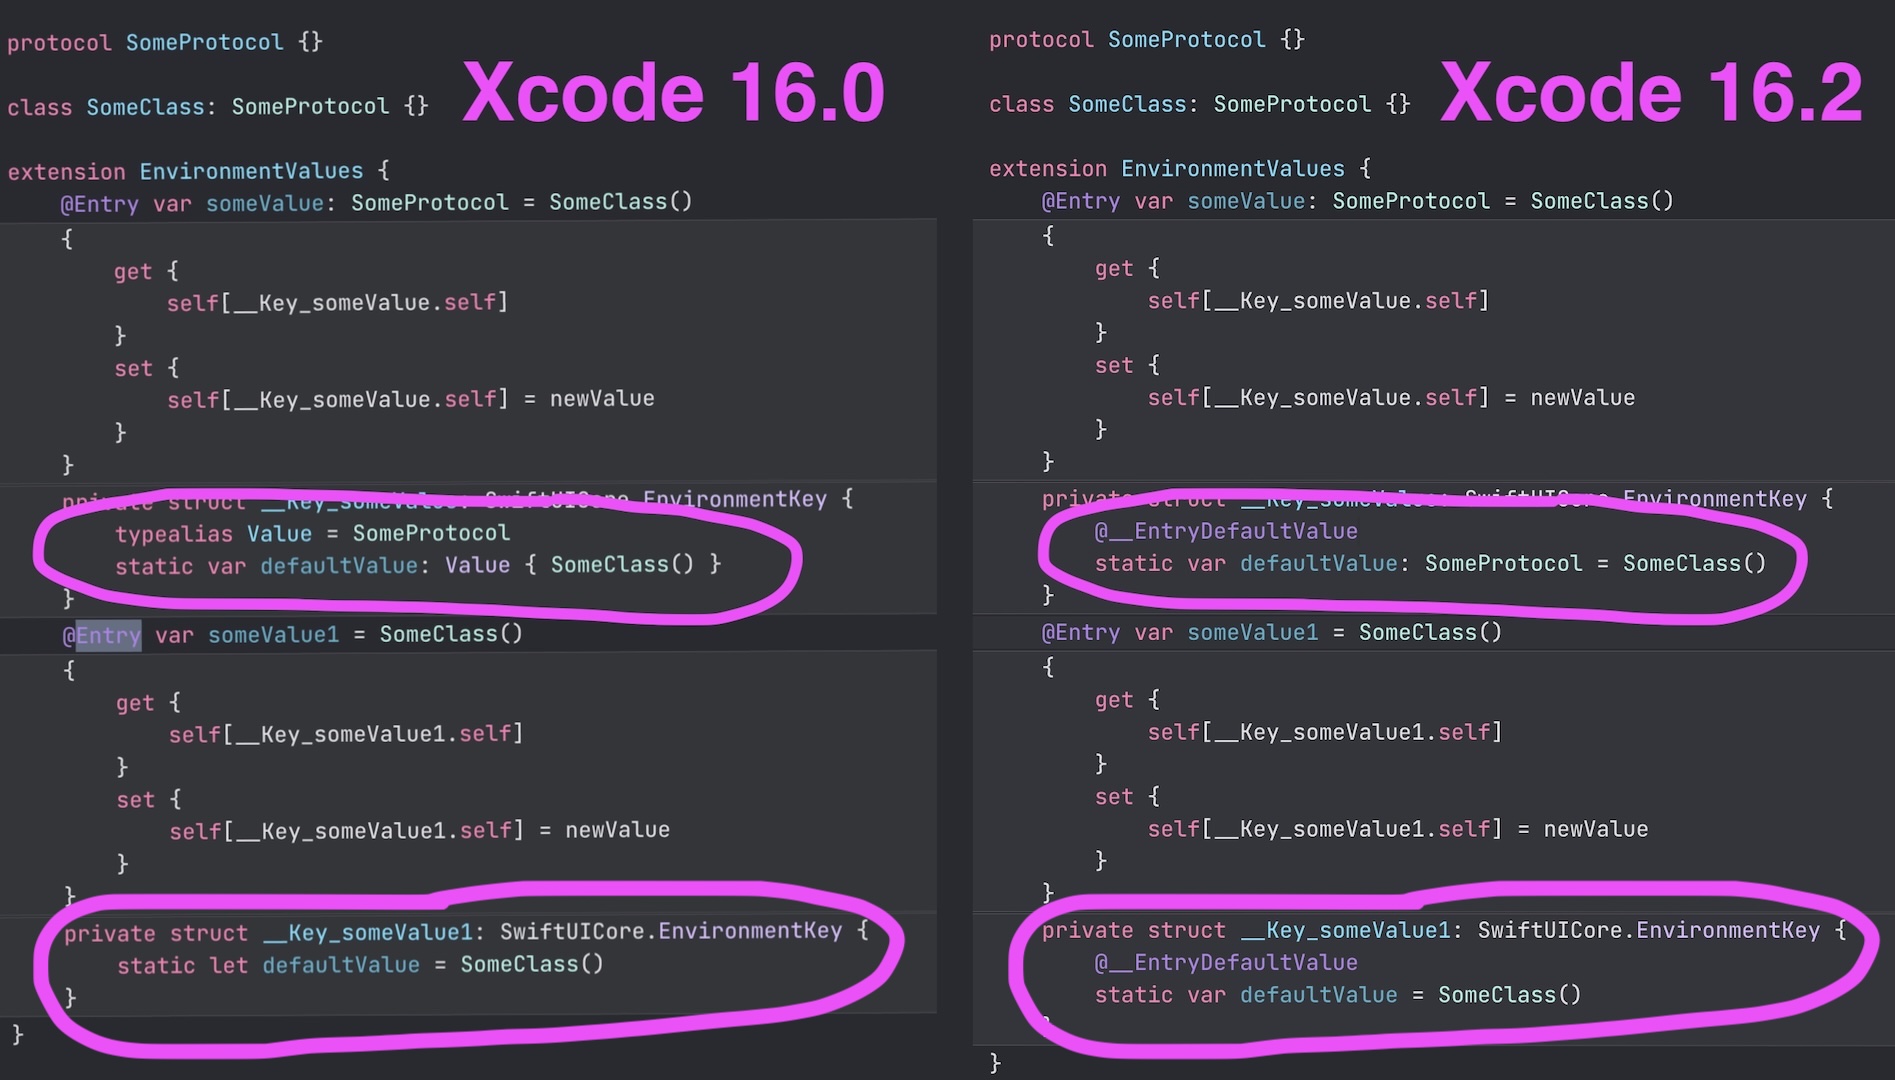 protocol SomeProtocol {}
Xcode 16.0
class SomeClass: SomeProtocol {}
extension EnvironmentValues {
@Entry var someValue: SomeProtocol = SomeClass()
{
get {
self[__Key_someValue.self]
}
set {
self[__Key_someValue.self] = newValue
}
}
private struct __Key_someValue: SwiftUICore.EnvironmentKey {
typealias Value = SomeProtocol
static var defaultValue: Value { SomeClass() }
}
@Entry var someValue1 = SomeClass()
{
get {
self[__Key_someValue1.self]
}
set {
self[__Key_someValue1.self] = newValue
}
}
private struct __Key_someValue1: SwiftUICore.EnvironmentKey {
static let defaultValue = SomeClass()
}
}
protocol SomeProtocol {}
Xcode 16.2
class SomeClass: SomeProtocol {}
extension EnvironmentValues {
@Entry var someValue: SomeProtocol = SomeClass()
{
get {
self[__Key_someValue.self]
}
set {
self[__Key_someValue.self] = newValue
}
}
private struct __Key_someValue: SwiftUICore.EnvironmentKey {
@__EntryDefaultValue
static var defaultValue: SomeProtocol = SomeClass()
}
@Entry var someValue1 = SomeClass()
{
get {
self[__Key_someValue1.self]
}
set {
self[__Key_someValue1.self] = newValue
}
}
private struct __Key_someValue1: SwiftUICore.EnvironmentKey {
@__EntryDefaultValue
static var defaultValue = SomeClass()
}
}